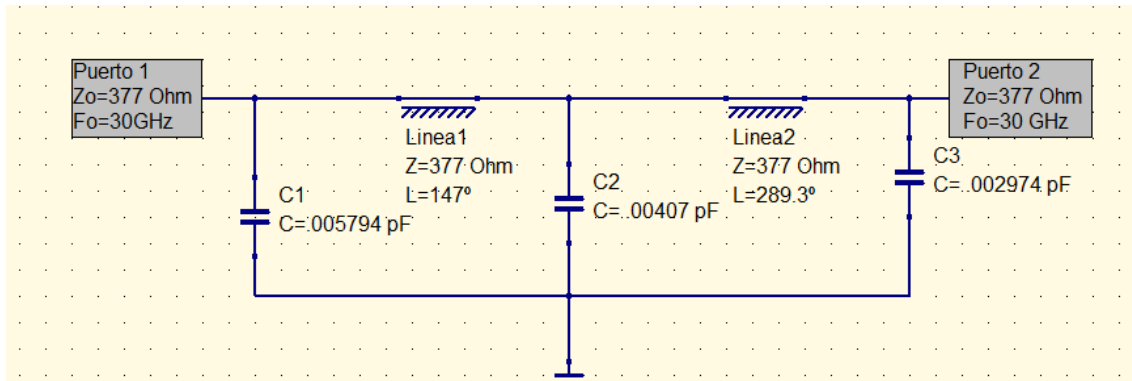 Puerto 1
Zo=377 Ohm
Fo=30GHz
Linea1
Z=377 Ohm
L=147º
C1
C=.005794 pF
C2
C=.00407 pF
Linea2
Z=377 Ohm
L=289.3º
Puerto 2
Zo=377 Ohm
Fo=30 GHz
C3
C=.002974 pF